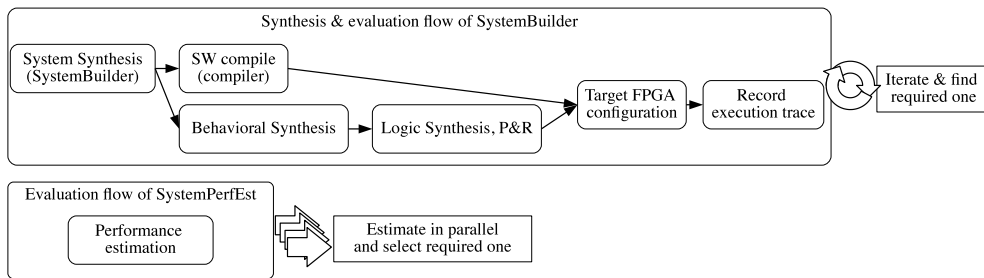 Synthesis & evaluation flow of SystemBuilder
System Synthesis
(SystemBuilder)
SW compile
(compiler)
Behavioral Synthesis
Logic Synthesis, P&R
Target FPGA
configuration
Record
execution trace
Iterate & find
required one
Evaluation flow of SystemPerfEst
Performance
estimation
Estimate in parallel
and select required one